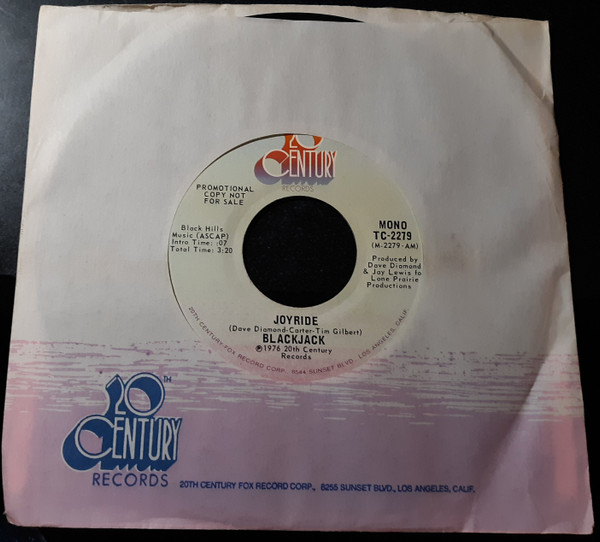 20
CENTURY
RECORDS
PROMOTIONAL
COPY NOT
FOR SALE
Black Hills
Music (ASCAP)
Intro Time: :07
Total Time: 3:20
MONO
TC-2279
(M-2279-AM)
Produced by
Dave Diamond
& Jay Lewis fo
Lone Prairie
Productions
JOYRIDE
(Dave Diamond-Carter-Tim Gilbert)
BLACKJACK
℗1976 20th Century
Records
20TH CENTURY FOX RECORD CORP., 8544 SUNSET BLVD., LOS ANGELES, CALIF.
20TH
CENTURY
RECORDS
20TH CENTURY FOX RECORD CORP., 8255 SUNSET BLVD., LOS ANGELES, CALIF.